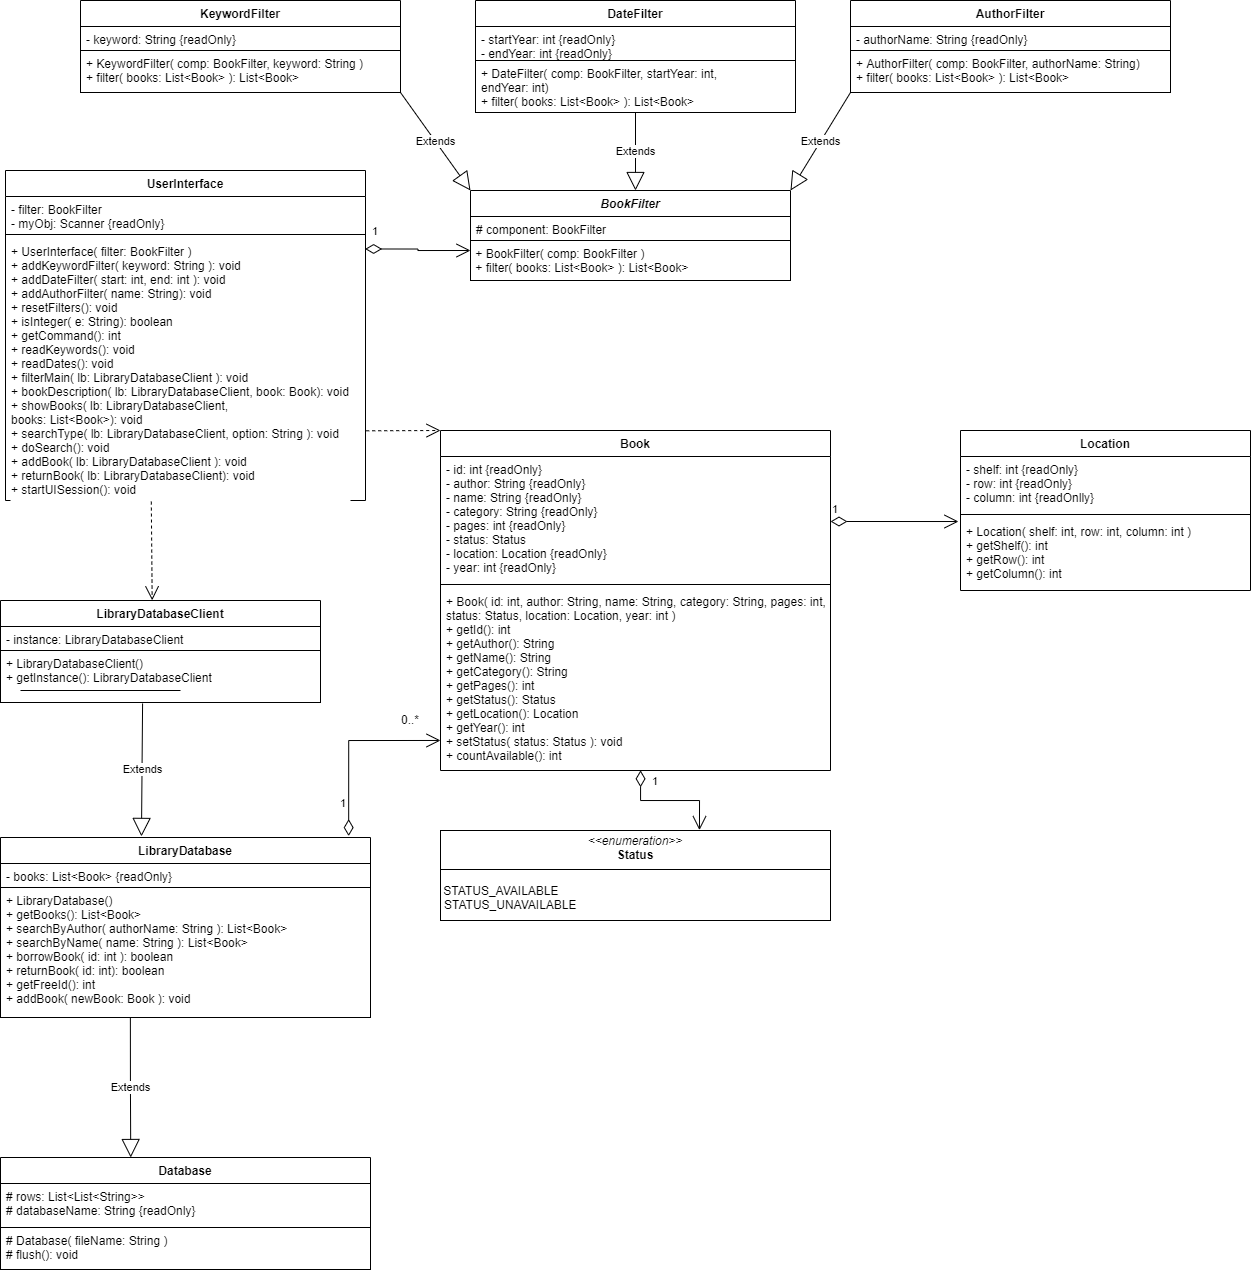 KeywordFilter
- keyword: String {readOnly}
+ KeywordFilter( comp: BookFilter, keyword: String )
+ filter( books: List<Book> ): List<Book>
DateFilter
- startYear: int {readOnly}
- endYear: int {readOnly}
+ DateFilter( comp: BookFilter, startYear: int,
endYear: int)
+ filter( books: List<Book> ): List<Book>
AuthorFilter
- authorName: String {readOnly}
+ AuthorFilter( comp: BookFilter, authorName: String)
+ filter( books: List<Book> ): List<Book>
Extends
Extends
Extends
UserInterface
- filter: BookFilter
- myObj: Scanner {readOnly}
+ UserInterface( filter: BookFilter )
+ addKeywordFilter( keyword: String ): void
+ addDateFilter( start: int, end: int ): void
+ addAuthorFilter( name: String): void
+ resetFilters(): void
+ isInteger( e: String): boolean
+ getCommand(): int
+ readKeywords(): void
+ readDates(): void
+ filterMain( lb: LibraryDatabaseClient ): void
+ bookDescription( lb: LibraryDatabaseClient, book: Book): void
+ showBooks( lb: LibraryDatabaseClient,
books: List<Book>): void
+ searchType( lb: LibraryDatabaseClient, option: String ): void
+ doSearch(): void
+ addBook( lb: LibraryDatabaseClient ): void
+ returnBook( lb: LibraryDatabaseClient): void
+ startUISession(): void
1
BookFilter
# component: BookFilter
+ BookFilter( comp: BookFilter )
+ filter( books: List<Book> ): List<Book>
Book
- id: int {readOnly}
- author: String {readOnly}
- name: String {readOnly}
- category: String {readOnly}
- pages: int {readOnly}
- status: Status
- location: Location {readOnly}
- year: int {readOnly}
+ Book( id: int, author: String, name: String, category: String, pages: int,
status: Status, location: Location, year: int )
+ getId(): int
+ getAuthor(): String
+ getName(): String
+ getCategory(): String
+ getPages(): int
+ getStatus(): Status
+ getLocation(): Location
+ getYear(): int
+ setStatus( status: Status ): void
+ countAvailable(): int
1
Location
- shelf: int {readOnly}
- row: int {readOnly}
- column: int {readOnlly}
+ Location( shelf: int, row: int, column: int )
+ getShelf(): int
+ getRow(): int
+ getColumn(): int
LibraryDatabaseClient
- instance: LibraryDatabaseClient
+ LibraryDatabaseClient()
+ getInstance(): LibraryDatabaseClient
Extends
0..*
1
1
<<enumeration>>
Status
STATUS_AVAILABLE
STATUS_UNAVAILABLE
LibraryDatabase
- books: List<Book> {readOnly}
+ LibraryDatabase()
+ getBooks(): List<Book>
+ searchByAuthor( authorName: String ): List<Book>
+ searchByName( name: String ): List<Book>
+ borrowBook( id: int ): boolean
+ returnBook( id: int): boolean
+ getFreeId(): int
+ addBook( newBook: Book ): void
Extends
Database
# rows: List<List<String>>
# databaseName: String {readOnly}
# Database( fileName: String )
# flush(): void